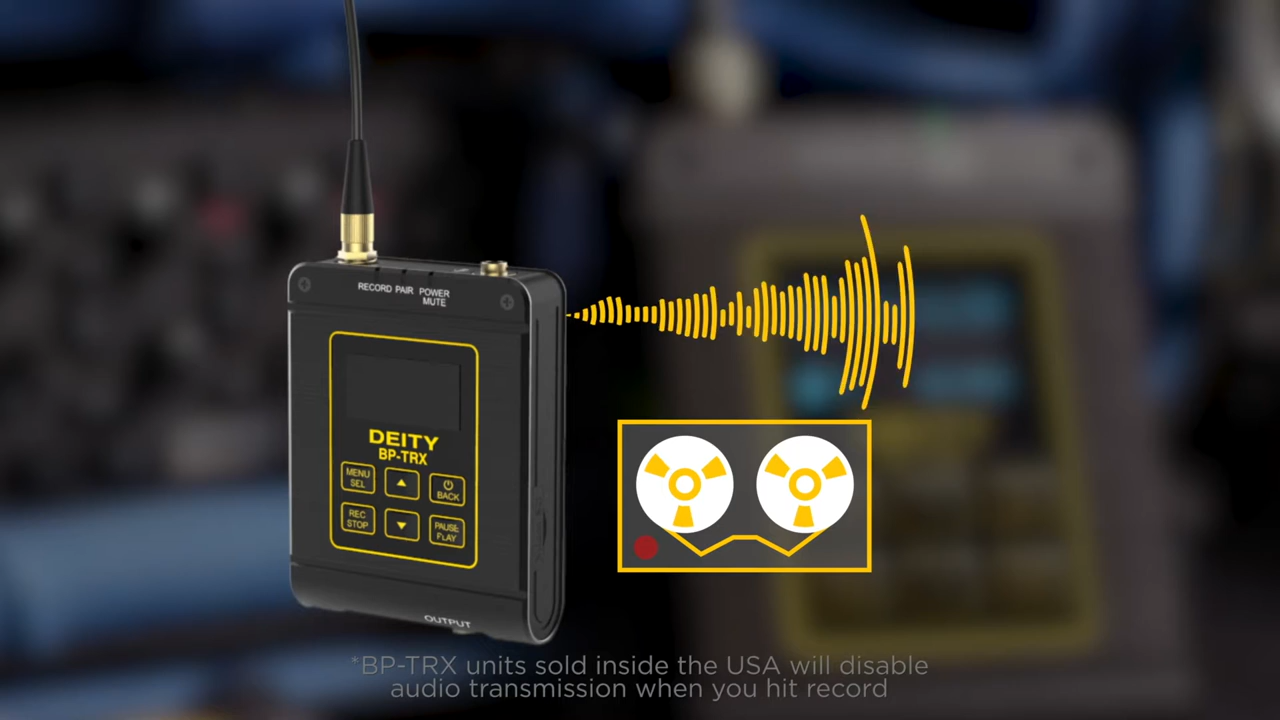 RECORD PAIR POWER
MUTE
DEITY
BP-TRX
MENU
SEL
BACK
REC
STOP
PAUSE
PLAY
OUTPUT
*BP-TRX units sold inside the USA will disable
audio transmission when you hit record